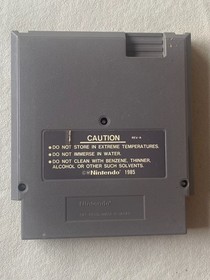 CAUTION
●DO NOT STORE IN EXTREME TEMPERATURES.
●DO NOT IMMERSE IN WATER.
●DO NOT CLEAN WITH BENZENE, THINNER,
ALCOHOL OR OTHER SUCH SOLVENTS.
©®Nintendo® 1985
Nintendo